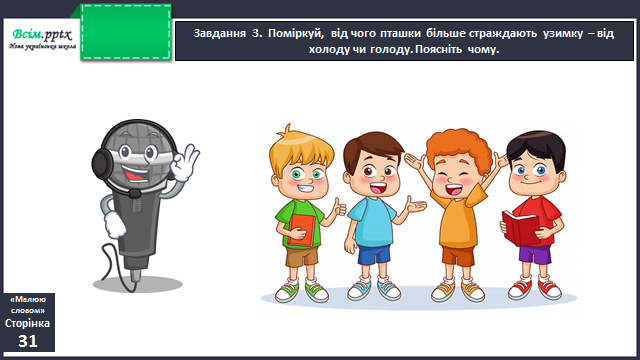 Всім.pptx
Нова українська школа
Завдання 3. Поміркуй, від чого пташки більше страждають узимку – від
холоду чи голоду. Поясніть чому.
«Малюю
словом»
Сторінка
31